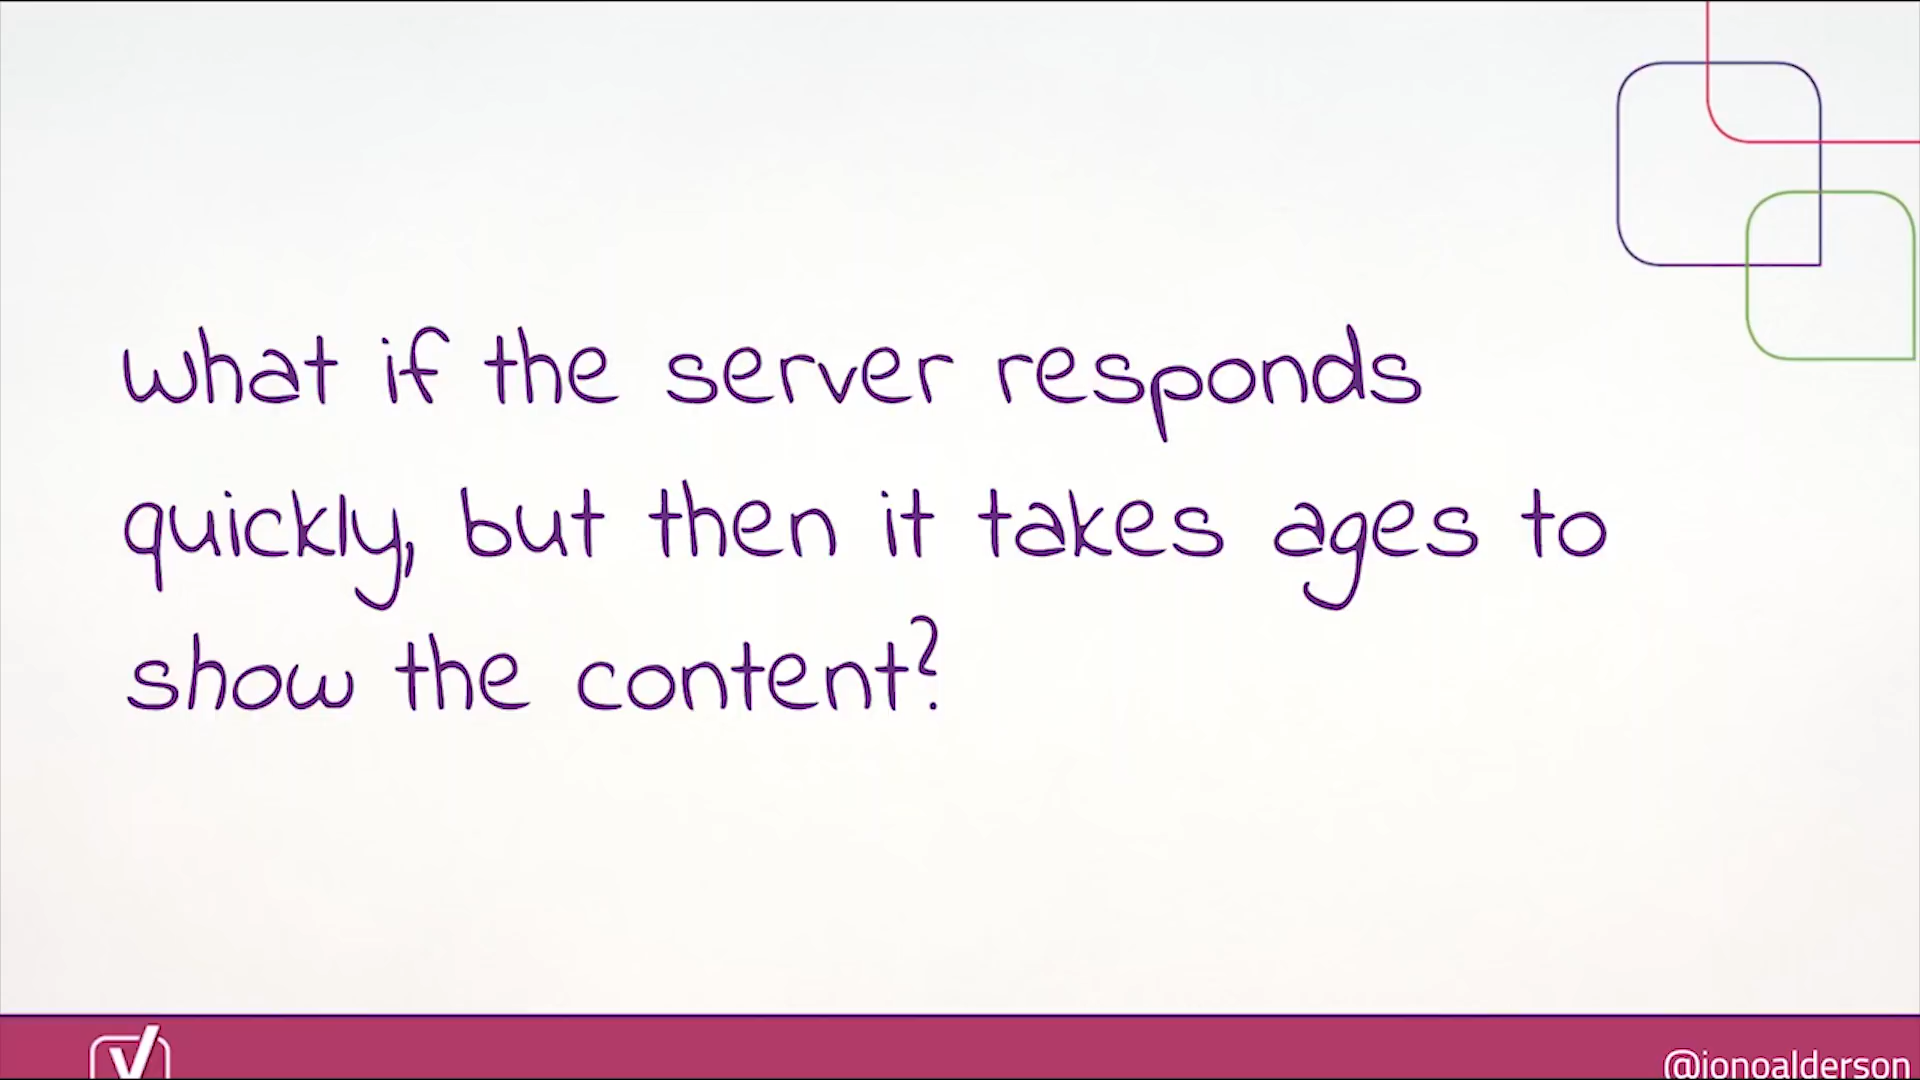 What if the server responds
quickly, but then it takes ages to
show the content?
@jonoalderson